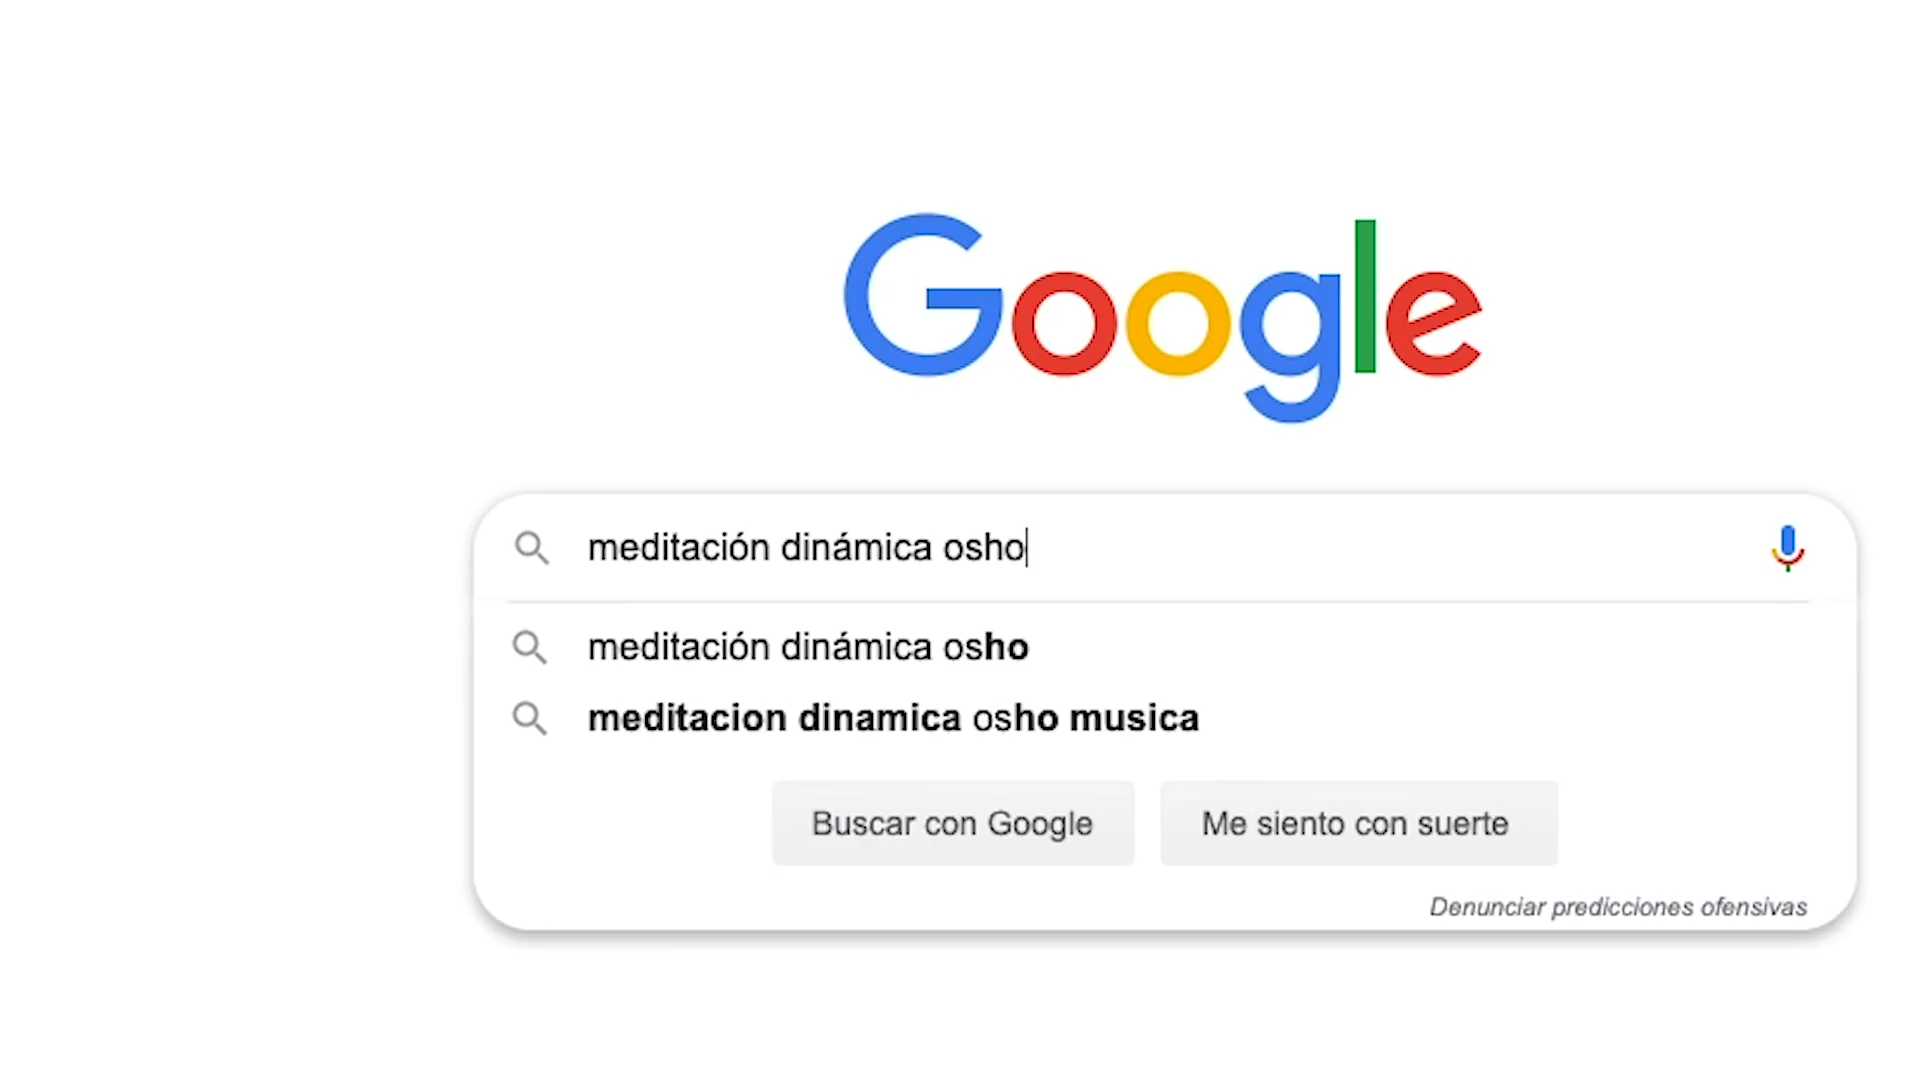 Google
meditación dinámica osho
meditación dinámica osho
meditacion dinamica osho musica
Buscar con Google
Me siento con suerte
Denunciar predicciones ofensivas